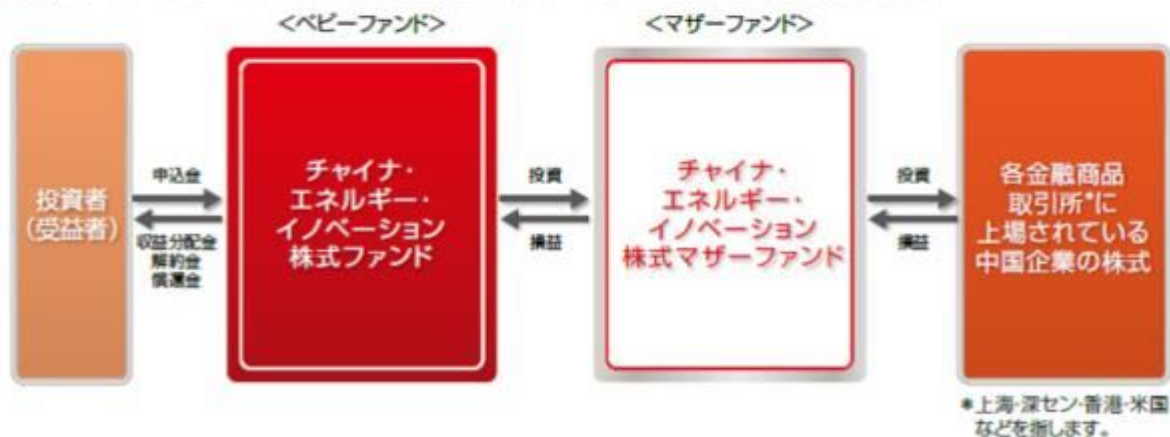 <ベビーファンド>
<マザーファンド>
投資者
(受益者)
申込金
収益分配金
解約金
償還金
チャイナ・
エネルギー・
イノベーション
株式ファンド
投資
損益
チャイナ・
エネルギー・
イノベーション
株式マザーファンド
投資
損益
各金融商品
取引所*に
上場されている
中国企業の株式
*上海・深セン・香港・米国
などを指します。